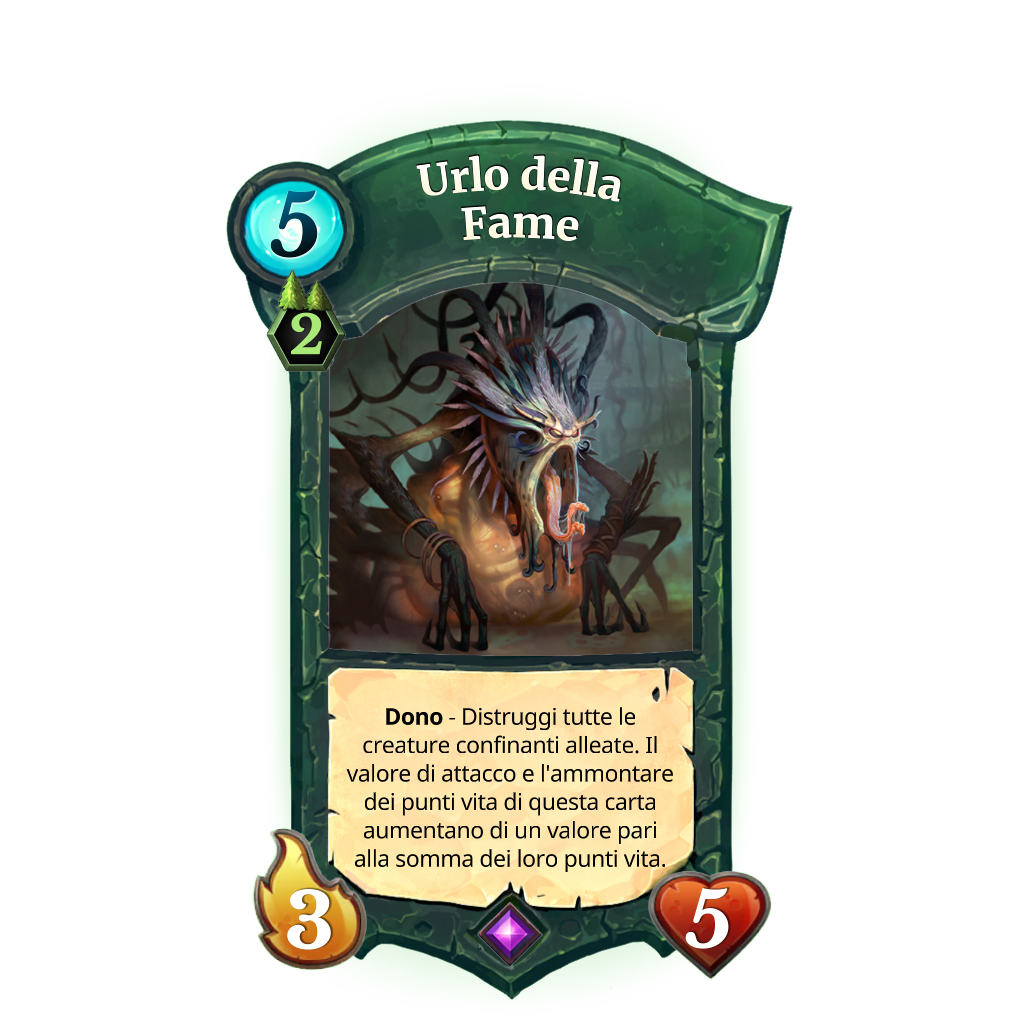 Urlo della
Fame
5
2
Dono - Distruggi tutte le
creature confinanti alleate. Il
valore di attacco e l'ammontare
dei punti vita di questa carta
aumentano di un valore pari
alla somma dei loro punti vita.
3
5